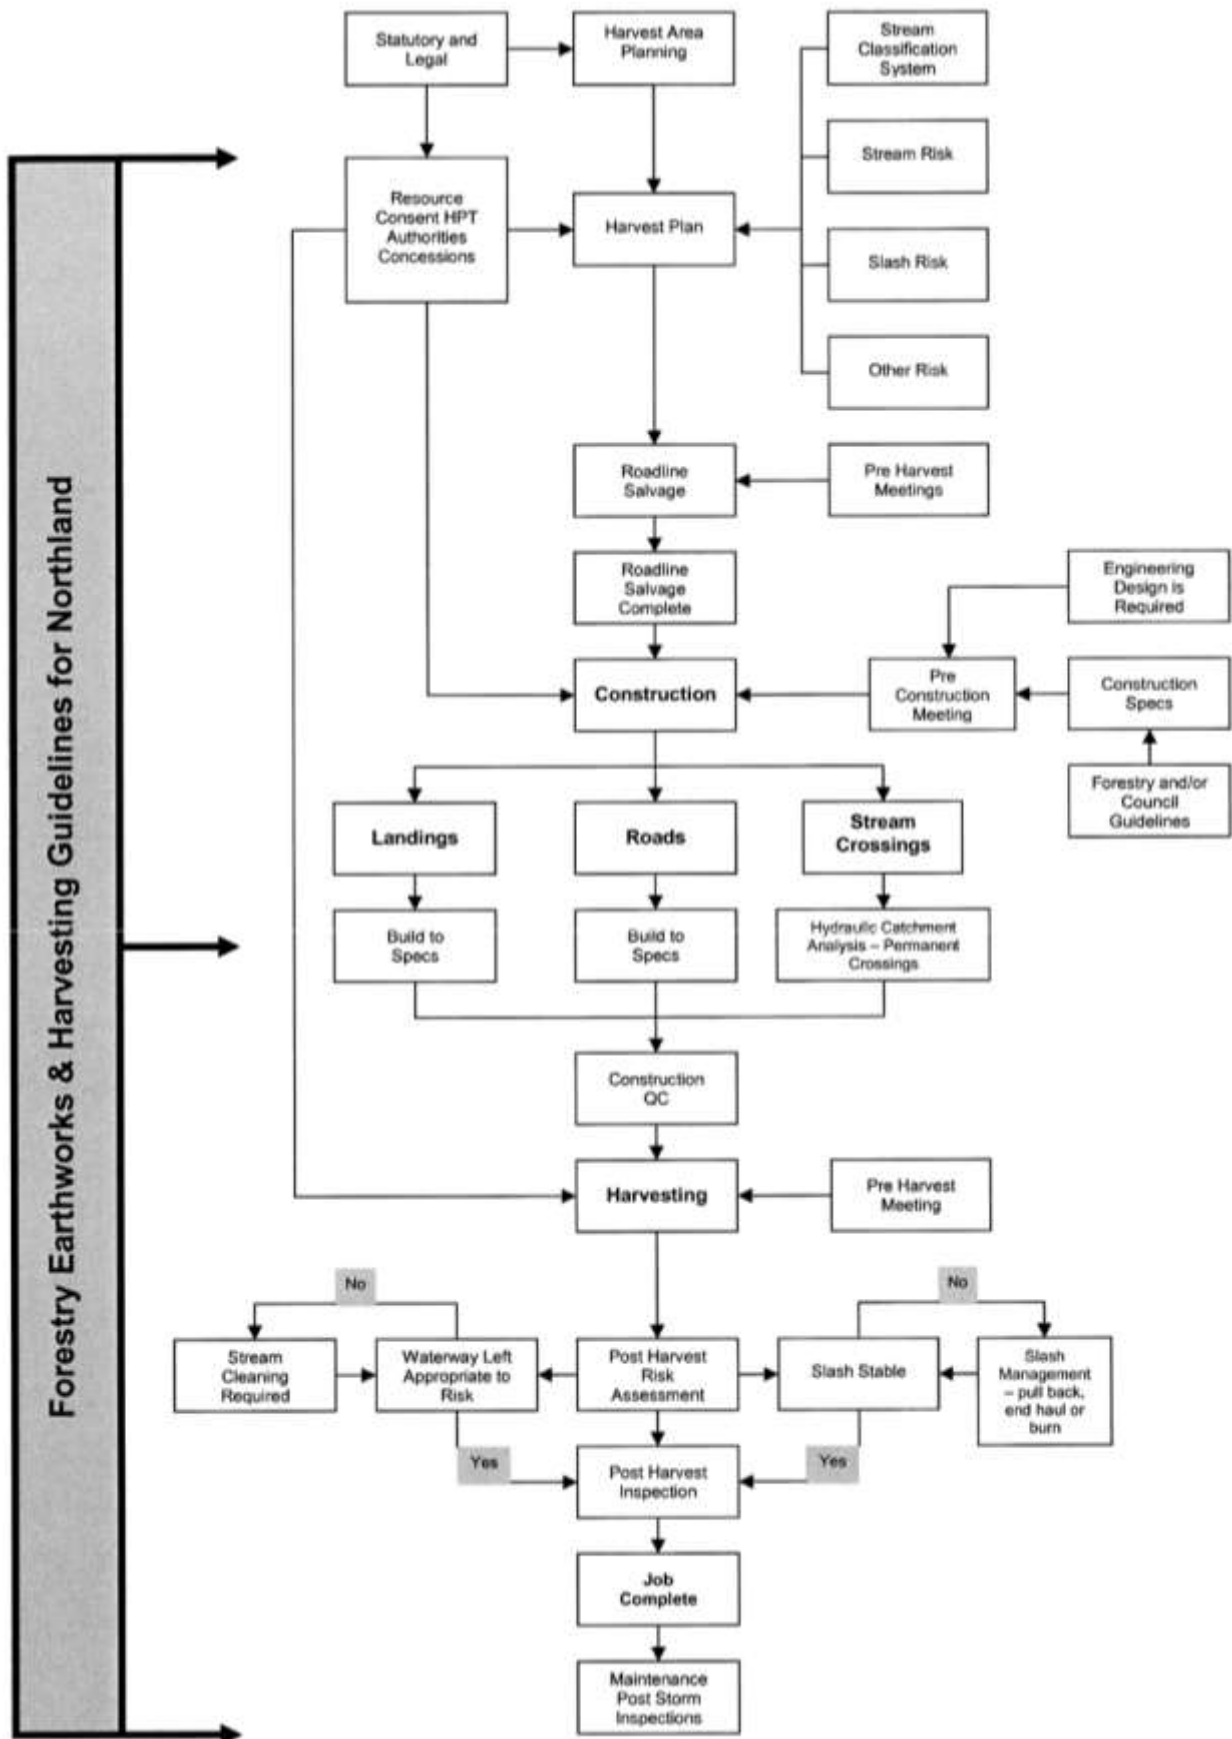 Forestry Earthworks & Harvesting Guidelines for Northland
Statutory and
Legal
Harvest Area
Planning
Stream
Classification
System
Stream Risk
Resource
Consent HPT
Authorities
Concessions
Harvest Plan
Slash Risk
Other Risk
Roadline
Salvage
Pre Harvest
Meetings
Roadline
Salvage
Complete
Engineering
Design is
Required
Construction
Pre
Construction
Meeting
Construction
Specs
Forestry and/or
Council
Guidelines
Landings
Roads
Stream
Crossings
Build to
Specs
Build to
Specs
Hydraulic Catchment
Analysis – Permanent
Crossings
Construction
QC
Harvesting
Pre Harvest
Meeting
No
No
Stream
Cleaning
Required
Waterway Left
Appropriate to
Risk
Post Harvest
Risk
Assessment
Slash Stable
Slash
Management
– pull back,
end haul or
burn
Yes
Post Harvest
Inspection
Yes
Job
Complete
Maintenance
Post Storm
Inspections